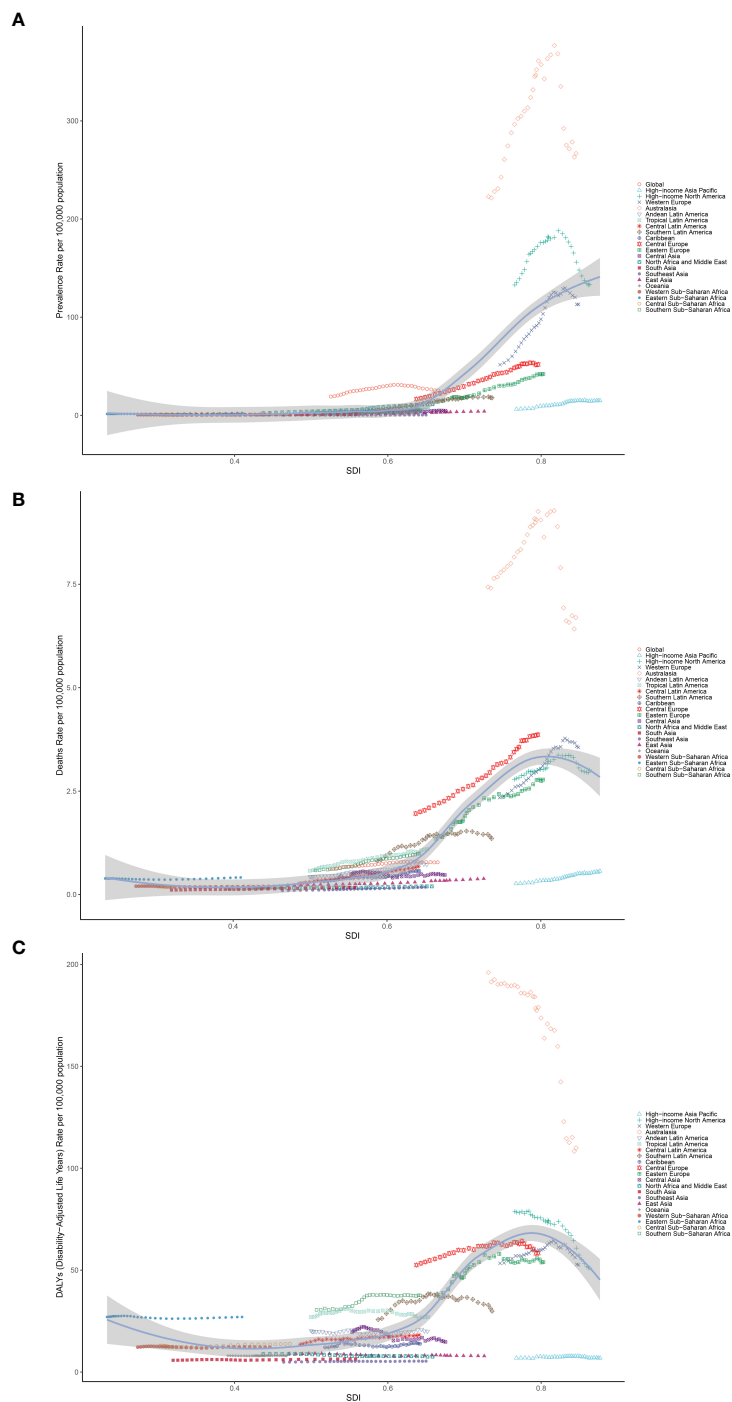 A
Prevalence Rate per 100,000 population
300
200
100
0
0.4
0.6
0.8
SDI
Global
High−income Asia Pacific
High−income North America
Western Europe
Australasia
Andean Latin America
Tropical Latin America
Central Latin America
Southern Latin America
Caribbean
Central Europe
Eastern Europe
Central Asia
North Africa and Middle East
South Asia
Southeast Asia
East Asia
Oceania
Western Sub−Saharan Africa
Eastern Sub−Saharan Africa
Central Sub−Saharan Africa
Southern Sub−Saharan Africa
B
Deaths Rate per 100,000 population
7.5
5.0
2.5
0.0
0.4
0.6
0.8
SDI
Global
High−income Asia Pacific
High−income North America
Western Europe
Australasia
Andean Latin America
Tropical Latin America
Central Latin America
Southern Latin America
Caribbean
Central Europe
Eastern Europe
Central Asia
North Africa and Middle East
South Asia
Southeast Asia
East Asia
Oceania
Western Sub−Saharan Africa
Eastern Sub−Saharan Africa
Central Sub−Saharan Africa
Southern Sub−Saharan Africa
C
DALYs (Disability−Adjusted Life Years) Rate per 100,000 population
200
150
100
50
0
0.4
0.6
0.8
SDI
High−income Asia Pacific
High−income North America
Western Europe
Australasia
Andean Latin America
Tropical Latin America
Central Latin America
Southern Latin America
Caribbean
Central Europe
Eastern Europe
Central Asia
North Africa and Middle East
South Asia
Southeast Asia
East Asia
Oceania
Western Sub−Saharan Africa
Eastern Sub−Saharan Africa
Central Sub−Saharan Africa
Southern Sub−Saharan Africa